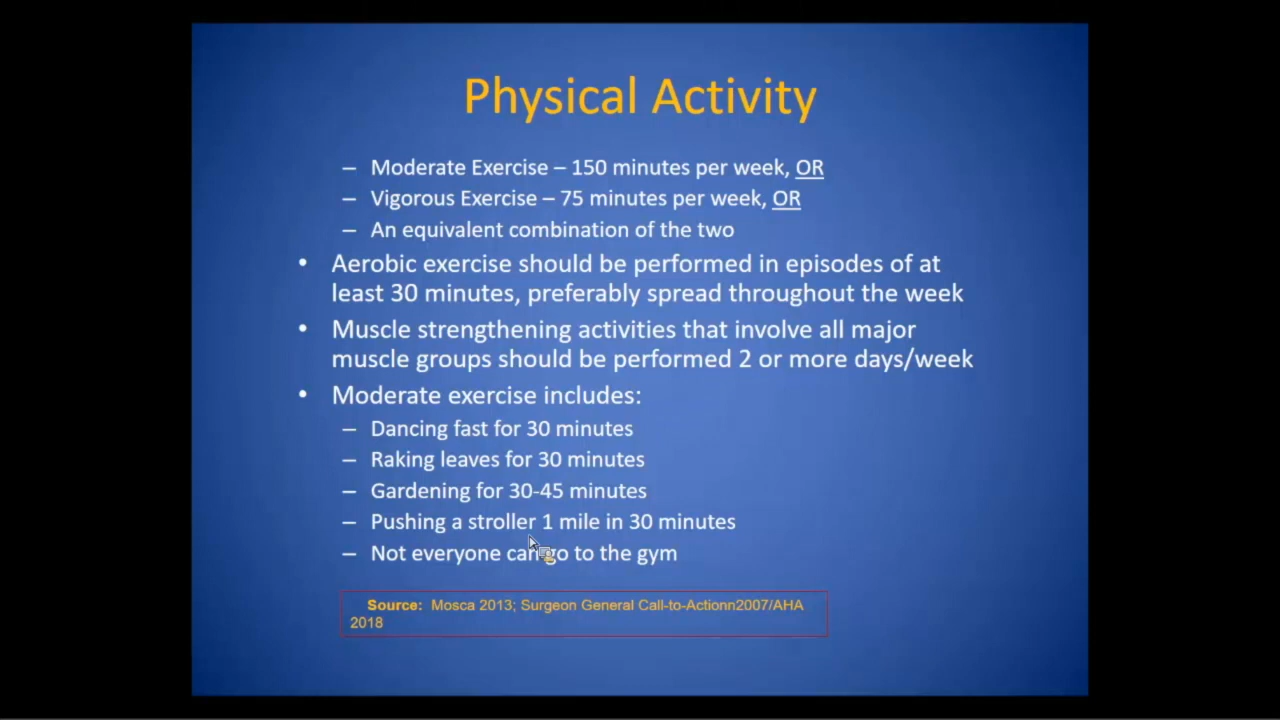 Physical Activity
– Moderate Exercise – 150 minutes per week, OR
– Vigorous Exercise – 75 minutes per week, OR
– An equivalent combination of the two
• Aerobic exercise should be performed in episodes of at
least 30 minutes, preferably spread throughout the week
• Muscle strengthening activities that involve all major
muscle groups should be performed 2 or more days/week
• Moderate exercise includes:
– Dancing fast for 30 minutes
– Raking leaves for 30 minutes
– Gardening for 30-45 minutes
– Pushing a stroller 1 mile in 30 minutes
– Not everyone can go to the gym
Source: Mosca 2013; Surgeon General Call-to-Actionn2007/AHA
2018